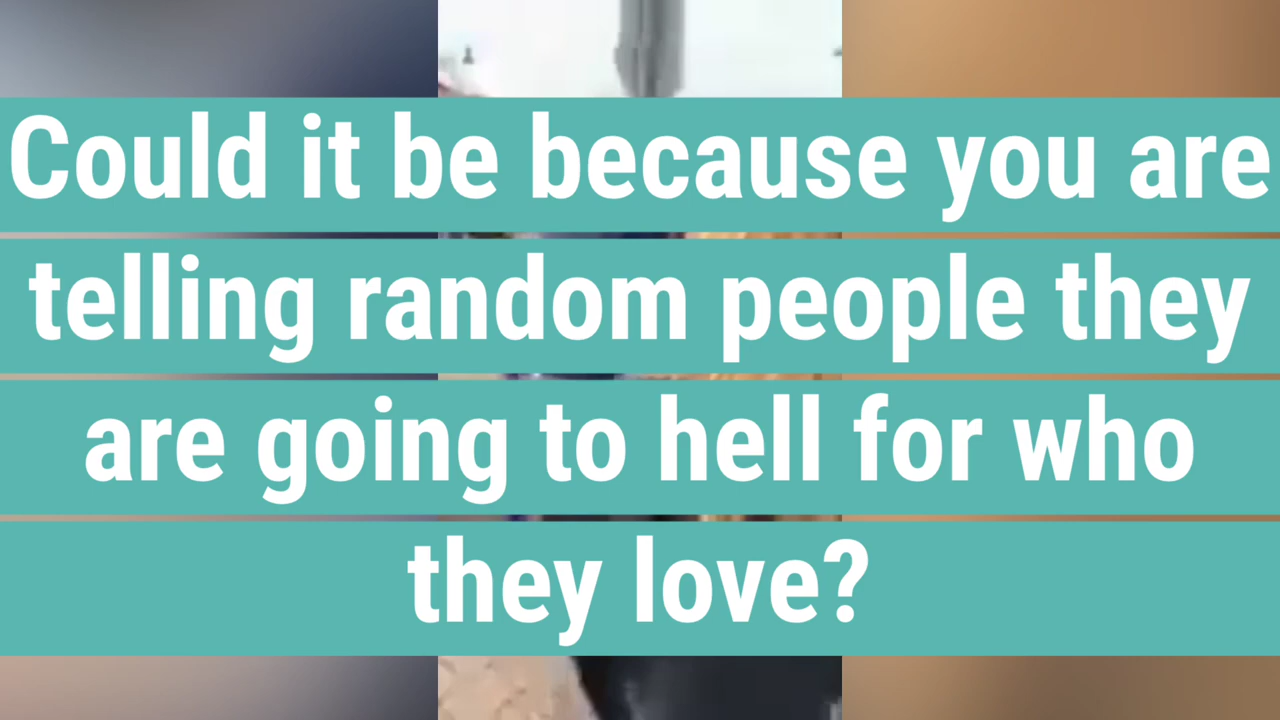 Could it be because you are
telling random people they
are going to hell for who
they love?